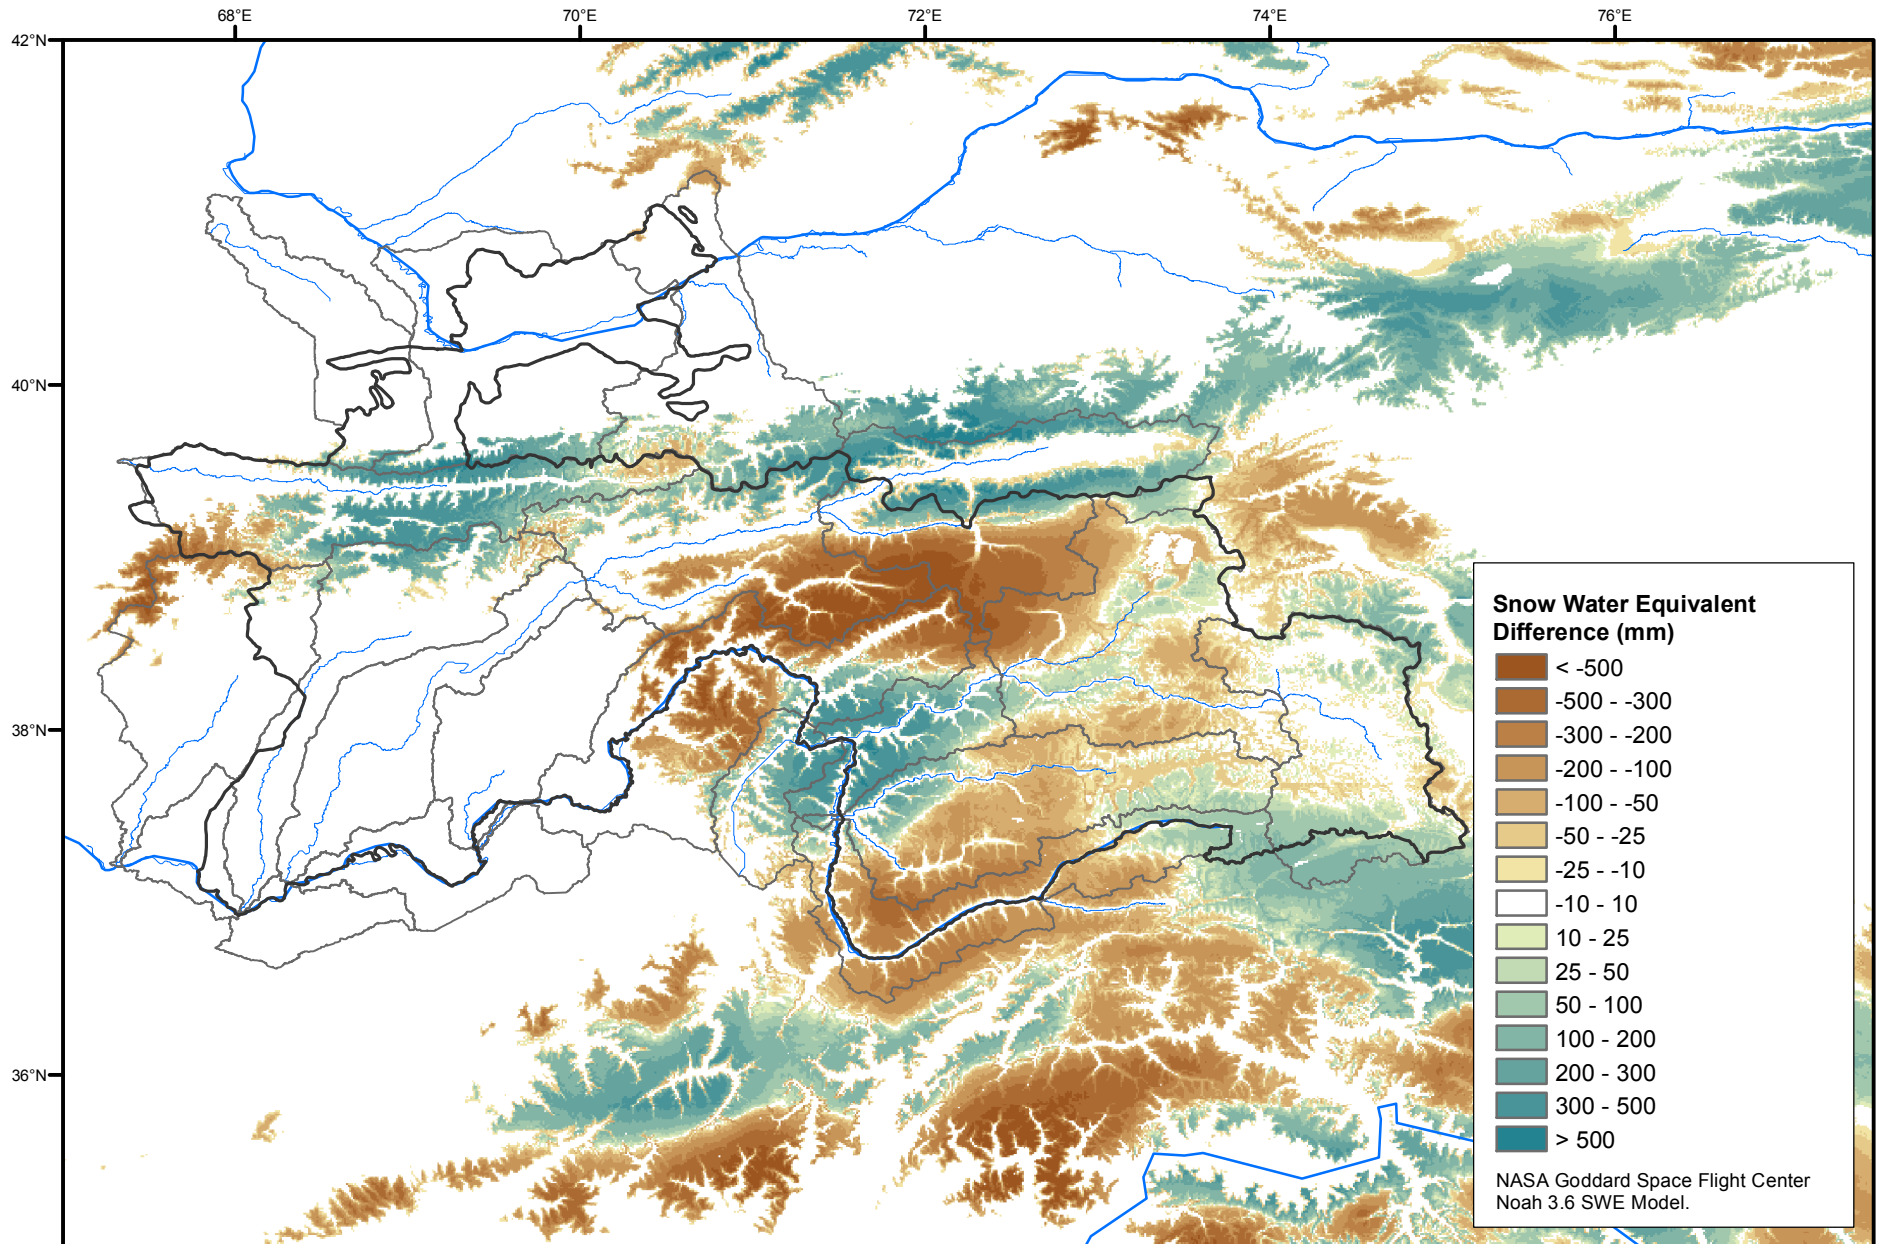 68°E
70°E
72°E
74°E
76°E
42°N
40°N
38°N
36°N
Snow Water Equivalent
Difference (mm)
< -500
-500 - -300
-300 - -200
-200 - -100
-100 - -50
-50 - -25
-25 - -10
-10 - 10
10 - 25
25 - 50
50 - 100
100 - 200
200 - 300
300 - 500
> 500
NASA Goddard Space Flight Center
Noah 3.6 SWE Model.